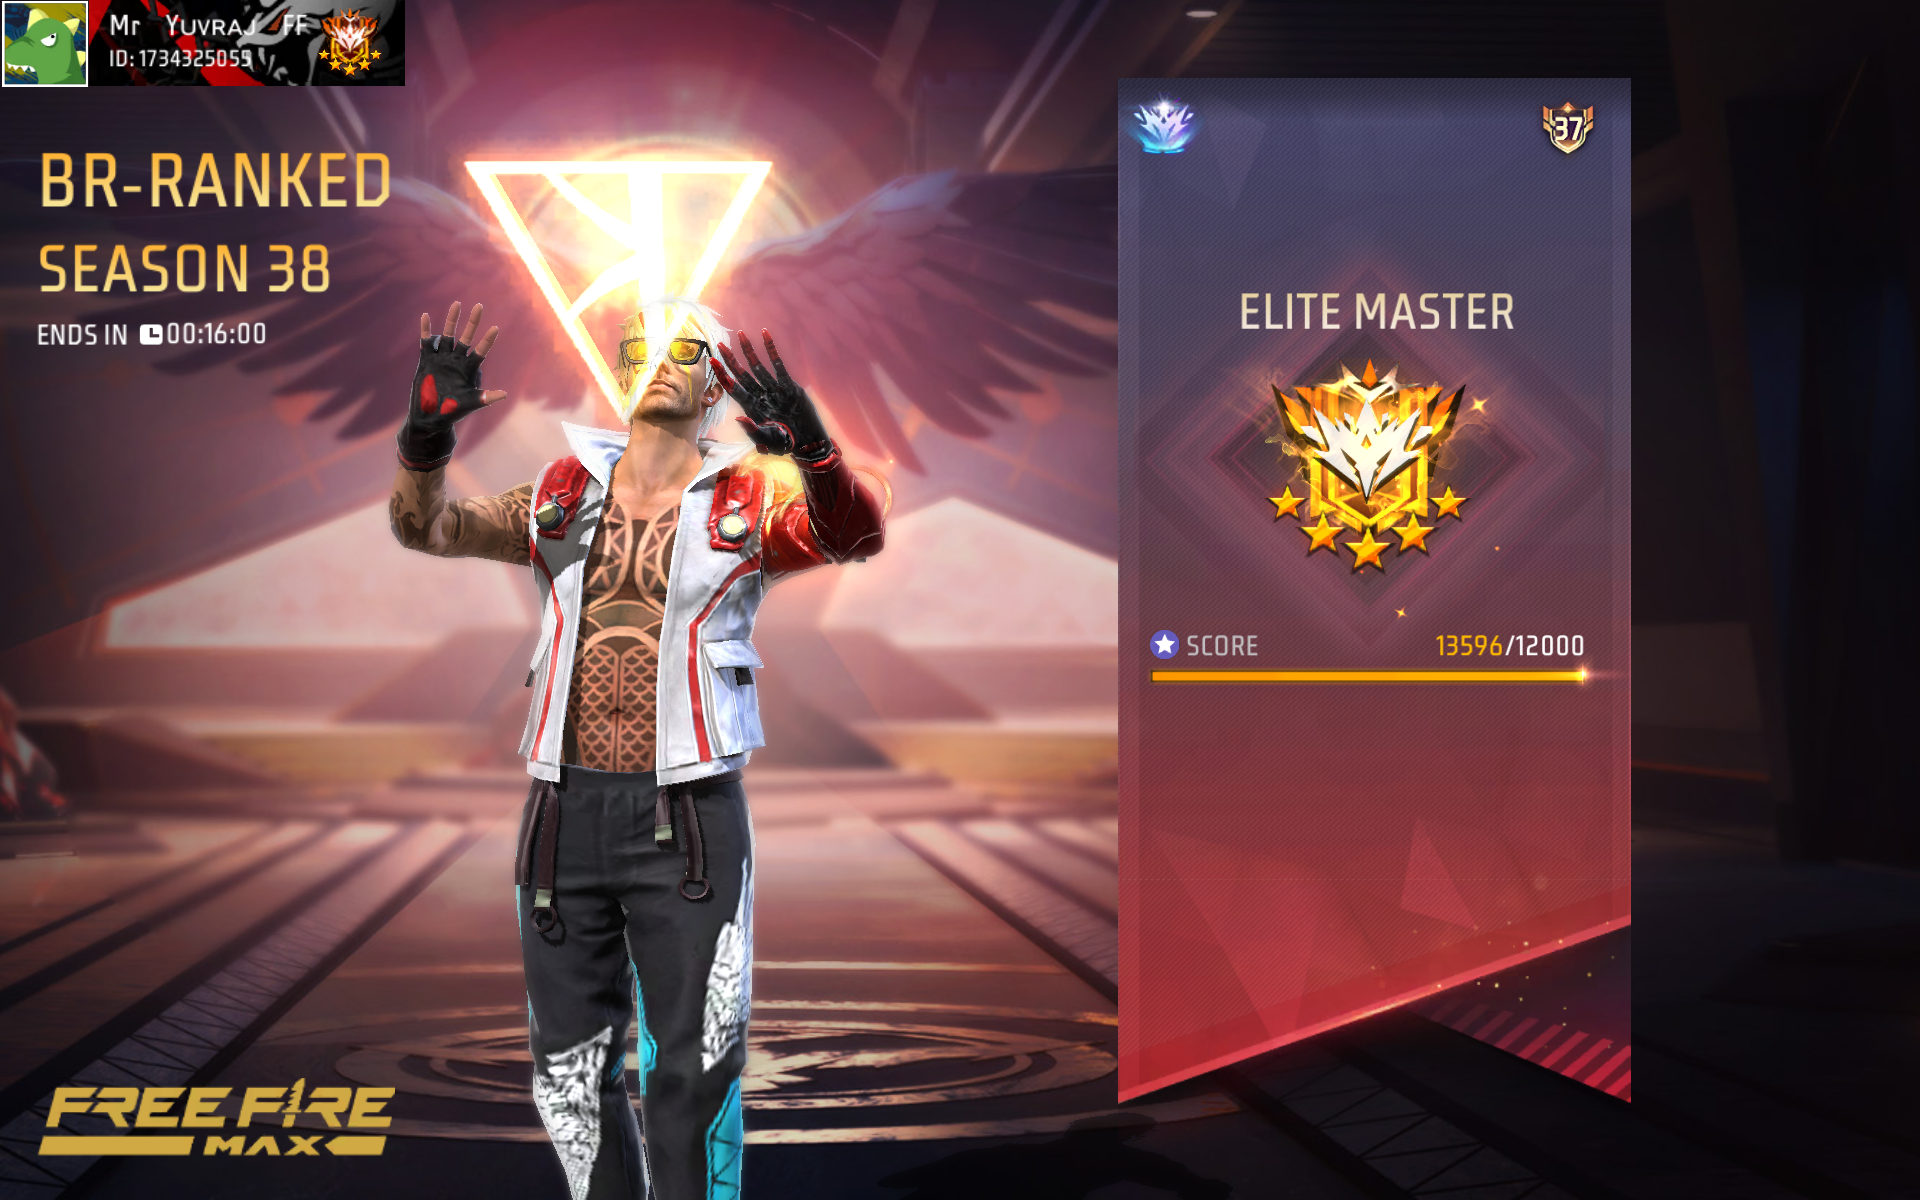 Mr Yuvraj FF
ID: 1734325055
BR-RANKED
SEASON 38
ENDS IN 00:16:00
37
ELITE MASTER
SCORE 13596/12000
FREE FIRE
MAX